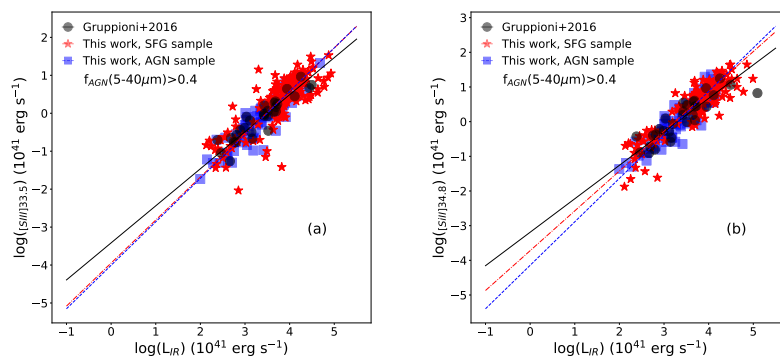 Gruppioni+2016
This work, SFG sample
This work, AGN sample
f_AGN(5-40μm)>0.4
2
1
0
−1
−2
−3
−4
−5
log([SIII]33.5) (10^41 erg s^−1)
(a)
−1 0 1 2 3 4 5
log(L_IR) (10^41 erg s^−1)
Gruppioni+2016
This work, SFG sample
This work, AGN sample
f_AGN(5-40μm)>0.4
3
2
1
0
−1
−2
−3
−4
−5
log([SiII]34.8) (10^41 erg s^−1)
(b)
−1 0 1 2 3 4 5
log(L_IR) (10^41 erg s^−1)